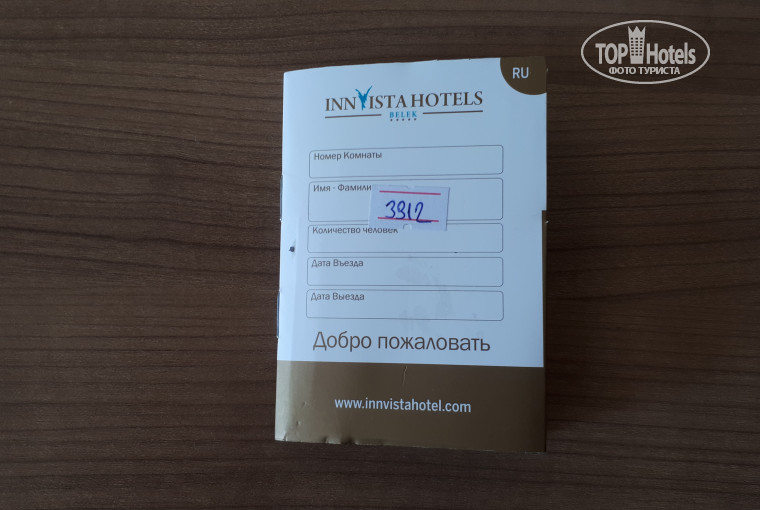 TOP Hotels
ФОТО ТУРИСТА
RU
INNVISTA HOTELS
BELEK
Номер Комнаты
Имя - Фамили
3912
Количество человек
Дата Въезда
Дата Выезда
Добро пожаловать
www.innvistahotel.com